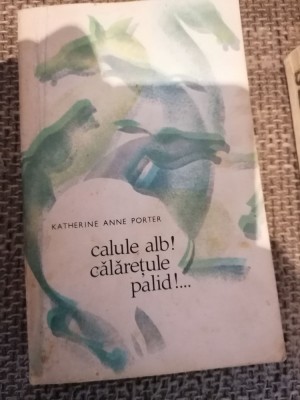 KATHERINE ANNE PORTER
calule alb!
călărețule
palid!...